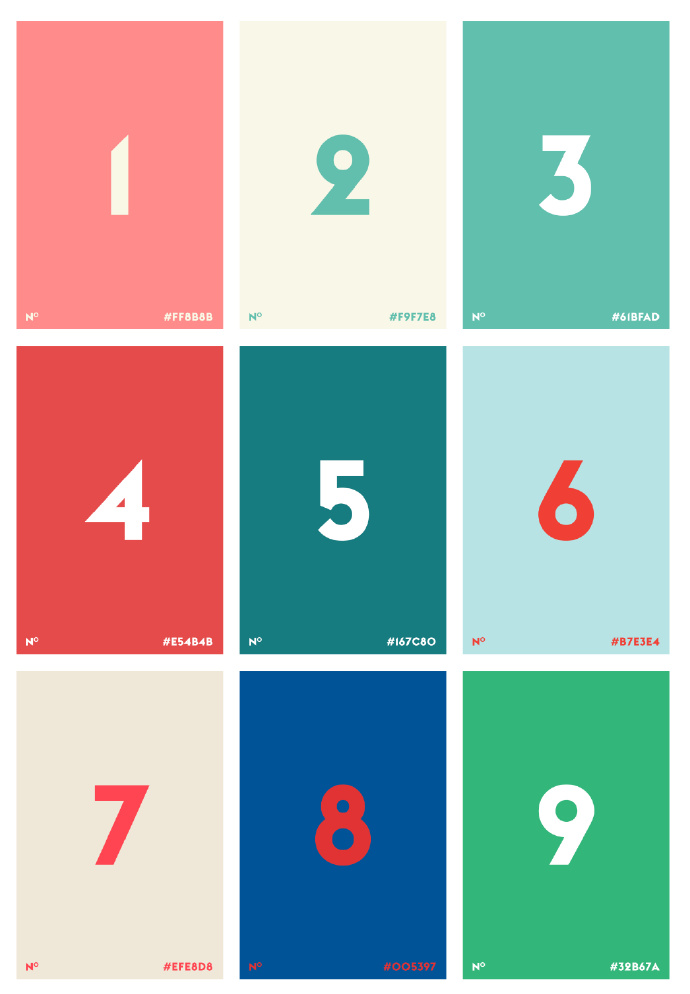 1
Nº #FF8B8B
2
Nº #F9F7E8
3
Nº #61BFAD
4
Nº #E54B4B
5
Nº #167C80
6
Nº #B7E3E4
7
Nº #EFE8D8
8
Nº #005397
9
Nº #32B67A